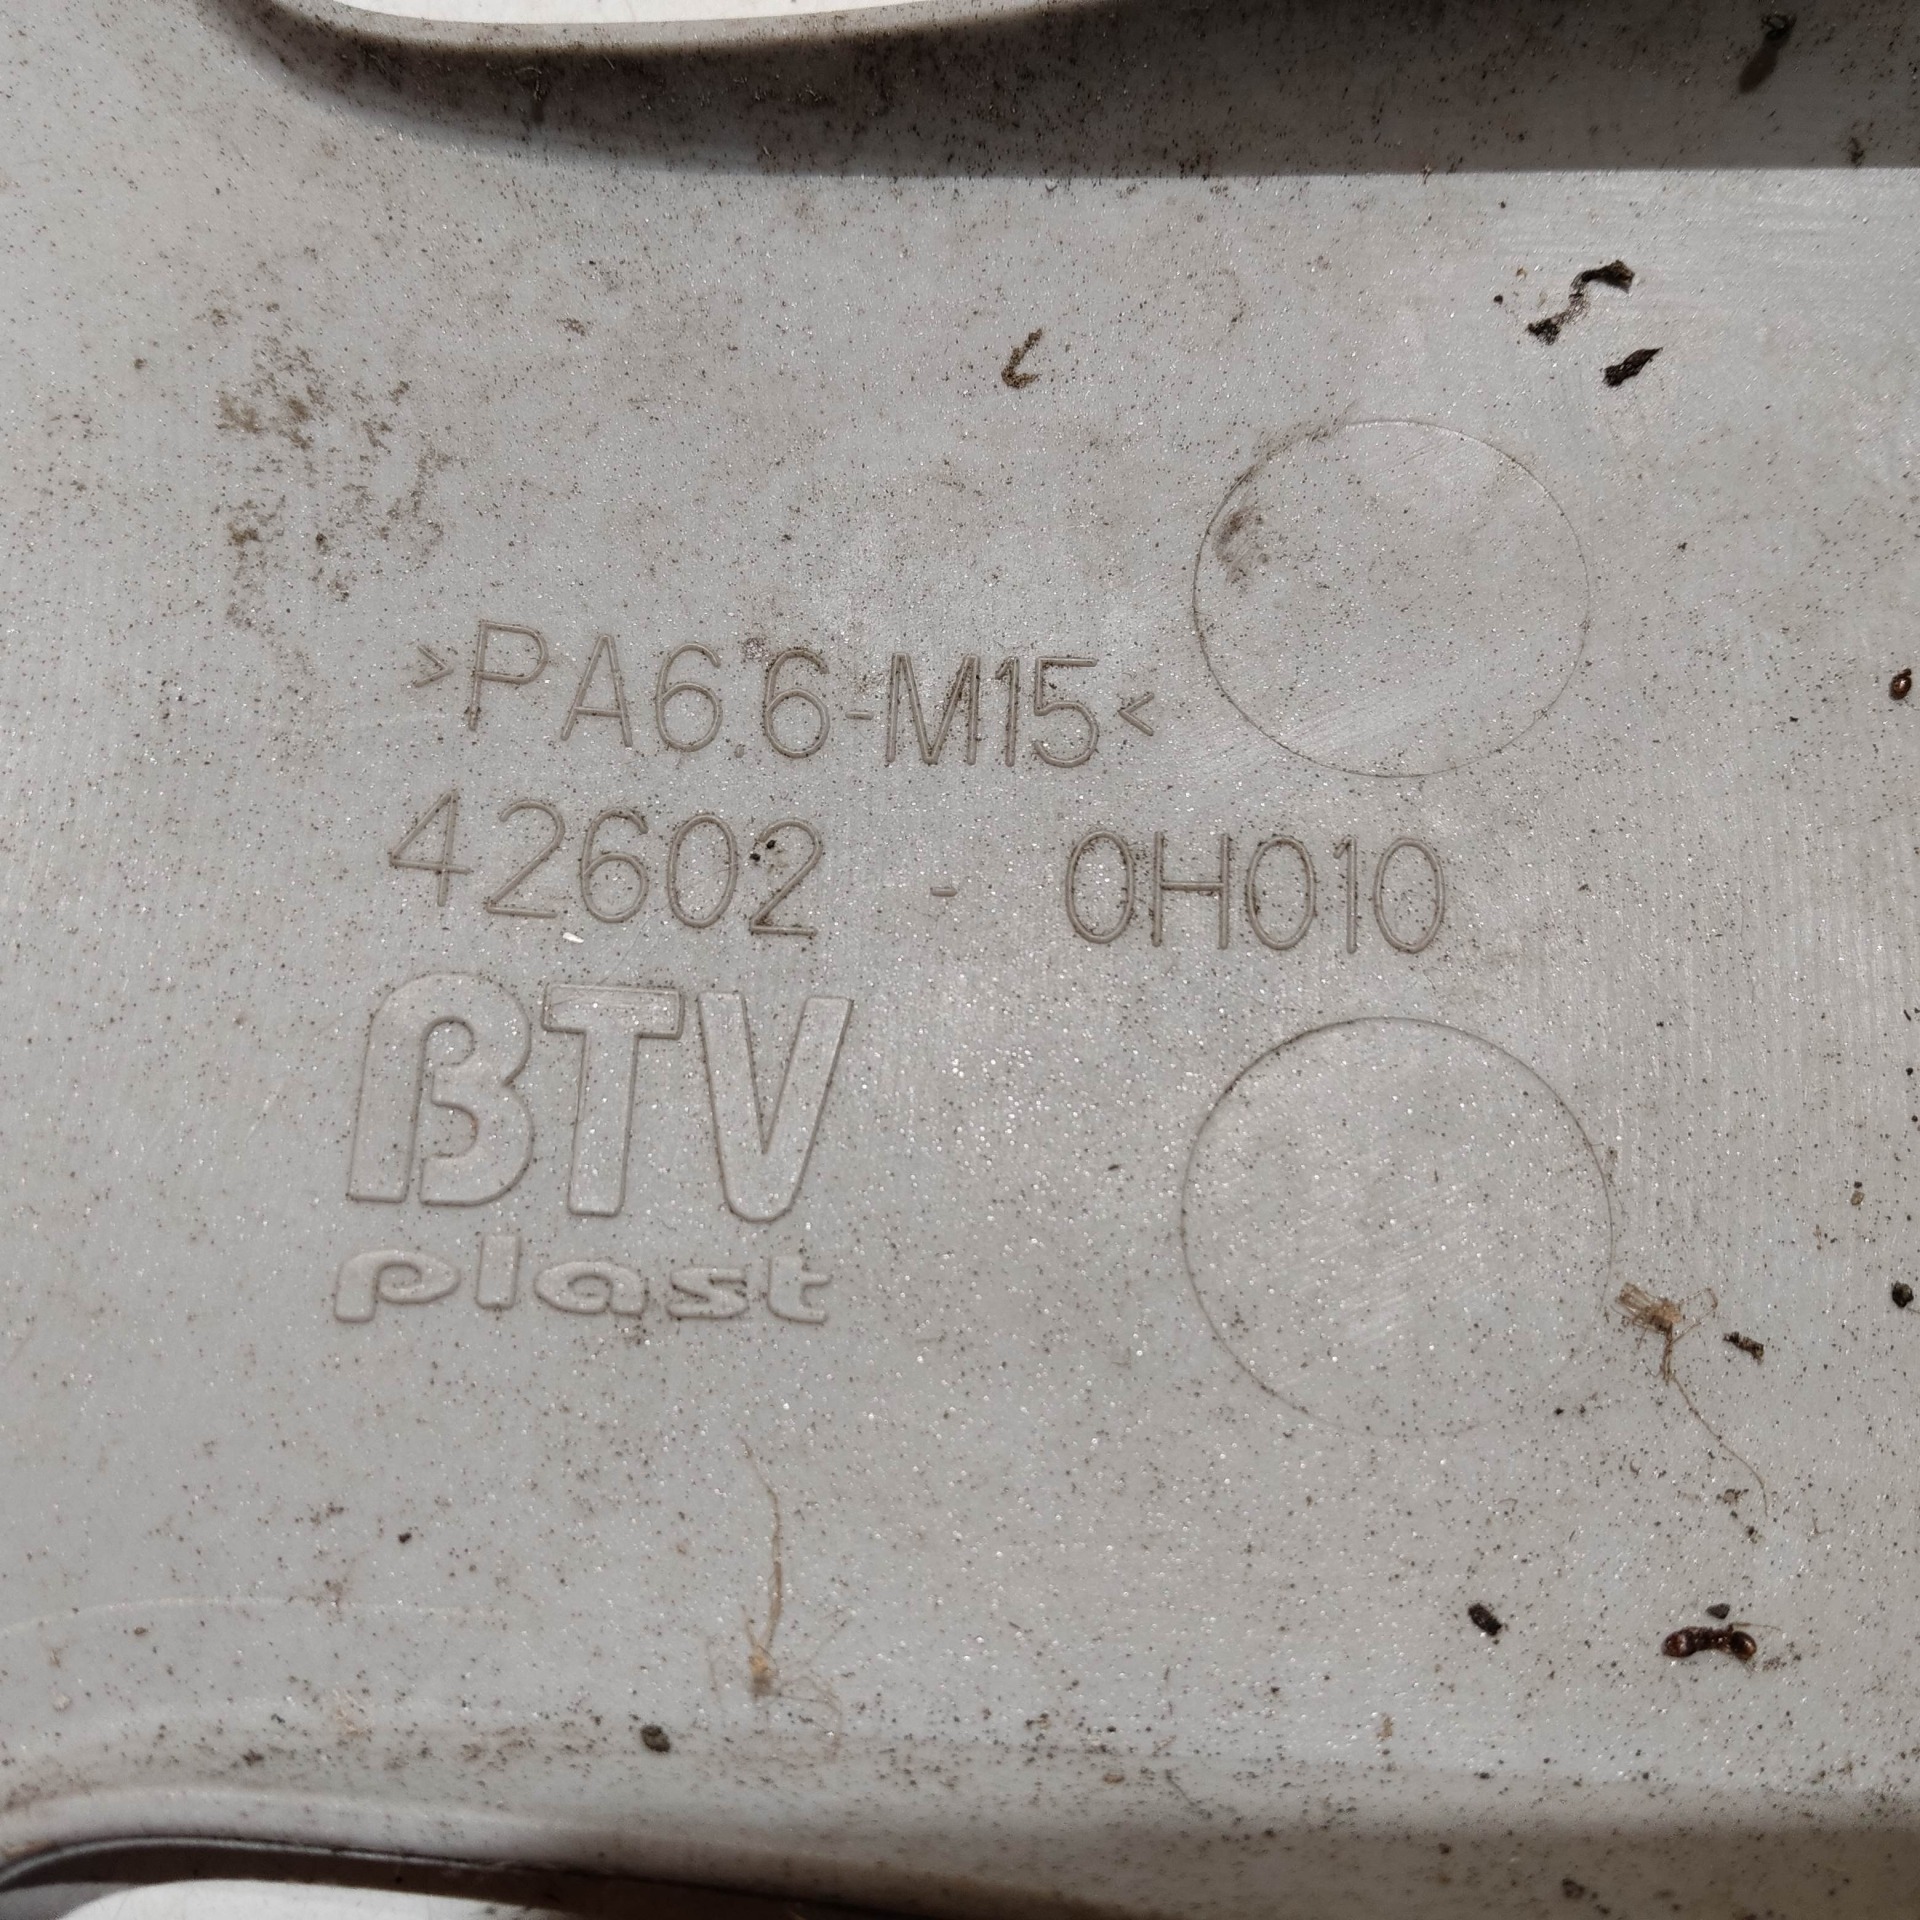 >PA6.6-M15<
42602 - 0H010
BTV
plast